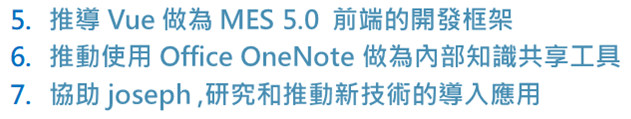 5. 推導 Vue 做為 MES 5.0 前端的開發框架
6. 推動使用 Office OneNote 做為內部知識共享工具
7. 協助 joseph ,研究和推動新技術的導入應用